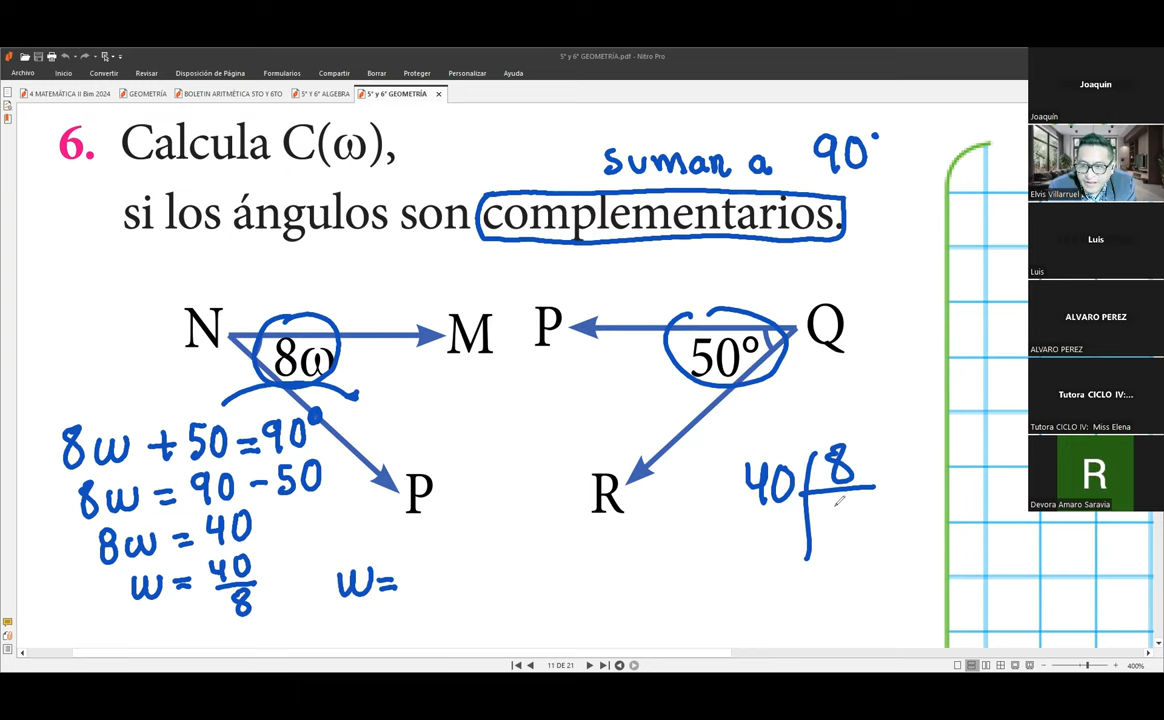 5° y 6° GEOMETRÍA.pdf - Nitro Pro
Archivo Inicio Convertir Revisar Disposición de Página Formularios Compartir Borrar Proteger Personalizar Ayuda
4 MATEMÁTICA II Bim 2024 GEOMETRÍA BOLETIN ARITMÉTICA 5TO Y 6TO 5° Y 6° ALGEBRA 5° y 6° GEOMETRÍA
6. Calcula C(ω),
suman a 90°
si los ángulos son complementarios.
N 8ω M P 50° Q
P R
8w + 50 = 90
8w = 90 - 50
8w = 40
w = 40/8
w =
40 8
Joaquin
Joaquin
Elvis Villarruel
Luis
Luis
ALVARO PEREZ
ALVARO PEREZ
Tutora CICLO IV:...
Tutora CICLO IV: Miss Elena
R
Devora Amaro Saravia
11 DE 21
400%